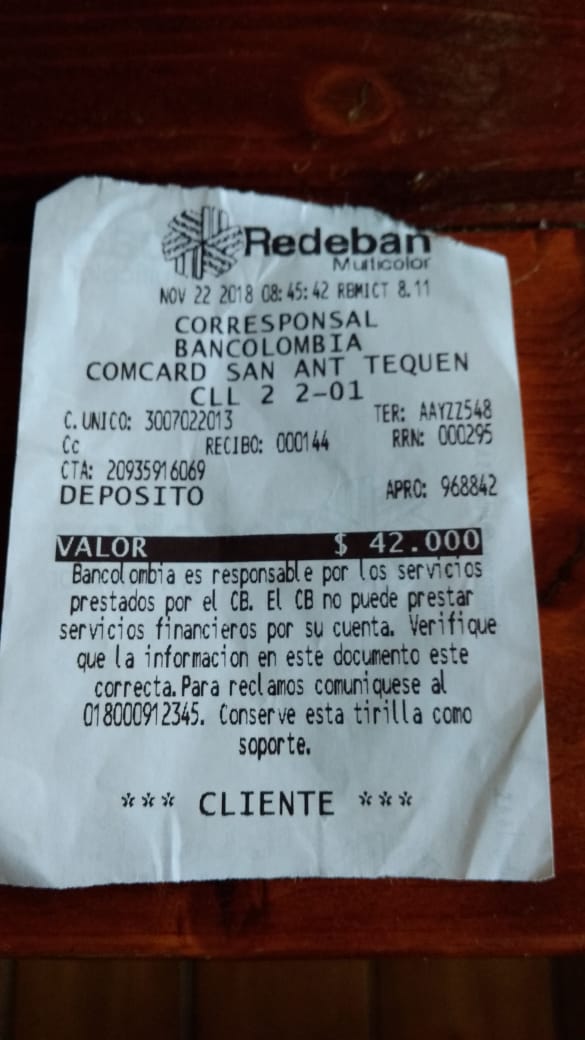 Redeban
Multicolor
NOV 22 2018 08:45:42 RBMICT 8.11
CORRESPONSAL
BANCOLOMBIA
COMCARD SAN ANT TEQUEN
CLL 2 2-01
C.UNICO: 3007022013 TER: AAYZZ548
Cc RECIBO: 000144 RRN: 000295
CTA: 20935916069
DEPOSITO APRO: 968842
VALOR $ 42.000
Bancolombia es responsable por los servicios
prestados por el CB. El CB no puede prestar
servicios financieros por su cuenta. Verifique
que la informacion en este documento este
correcta.Para reclamos comuniquese al
018000912345. Conserve esta tirilla como
soporte.
*** CLIENTE ***